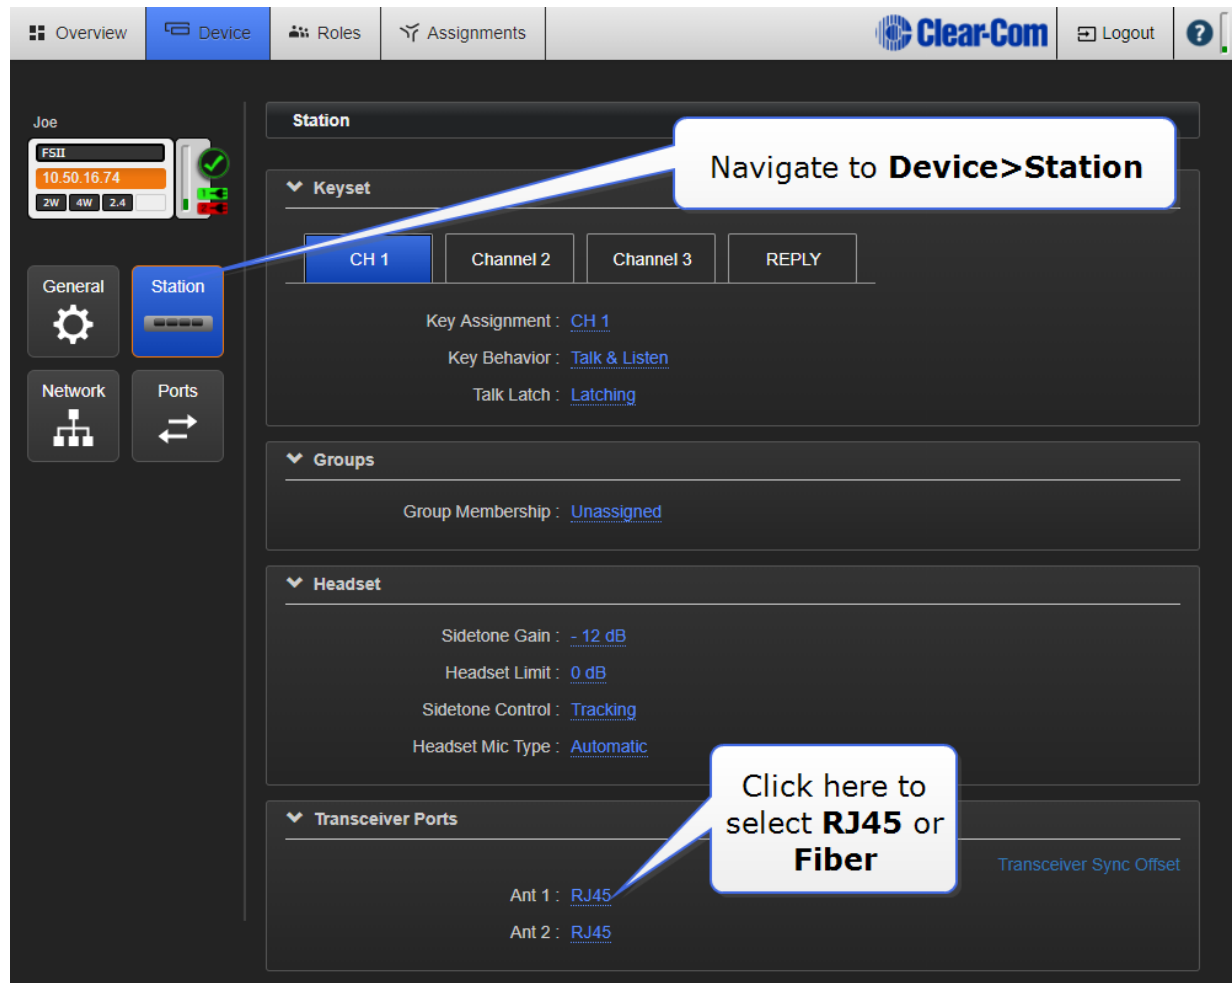 Overview Device Roles Assignments Clear-Com Logout ?
Joe
FSII
10.50.16.74
2W 4W 2.4
1
2
General Station
Network Ports
Station
Navigate to Device>Station
Keyset
CH 1 Channel 2 Channel 3 REPLY
Key Assignment : CH 1
Key Behavior : Talk & Listen
Talk Latch : Latching
Groups
Group Membership : Unassigned
Headset
Sidetone Gain : - 12 dB
Headset Limit : 0 dB
Sidetone Control : Tracking
Headset Mic Type : Automatic
Click here to
select RJ45 or
Fiber
Transceiver Ports
Transceiver Sync Offset
Ant 1 : RJ45
Ant 2 : RJ45